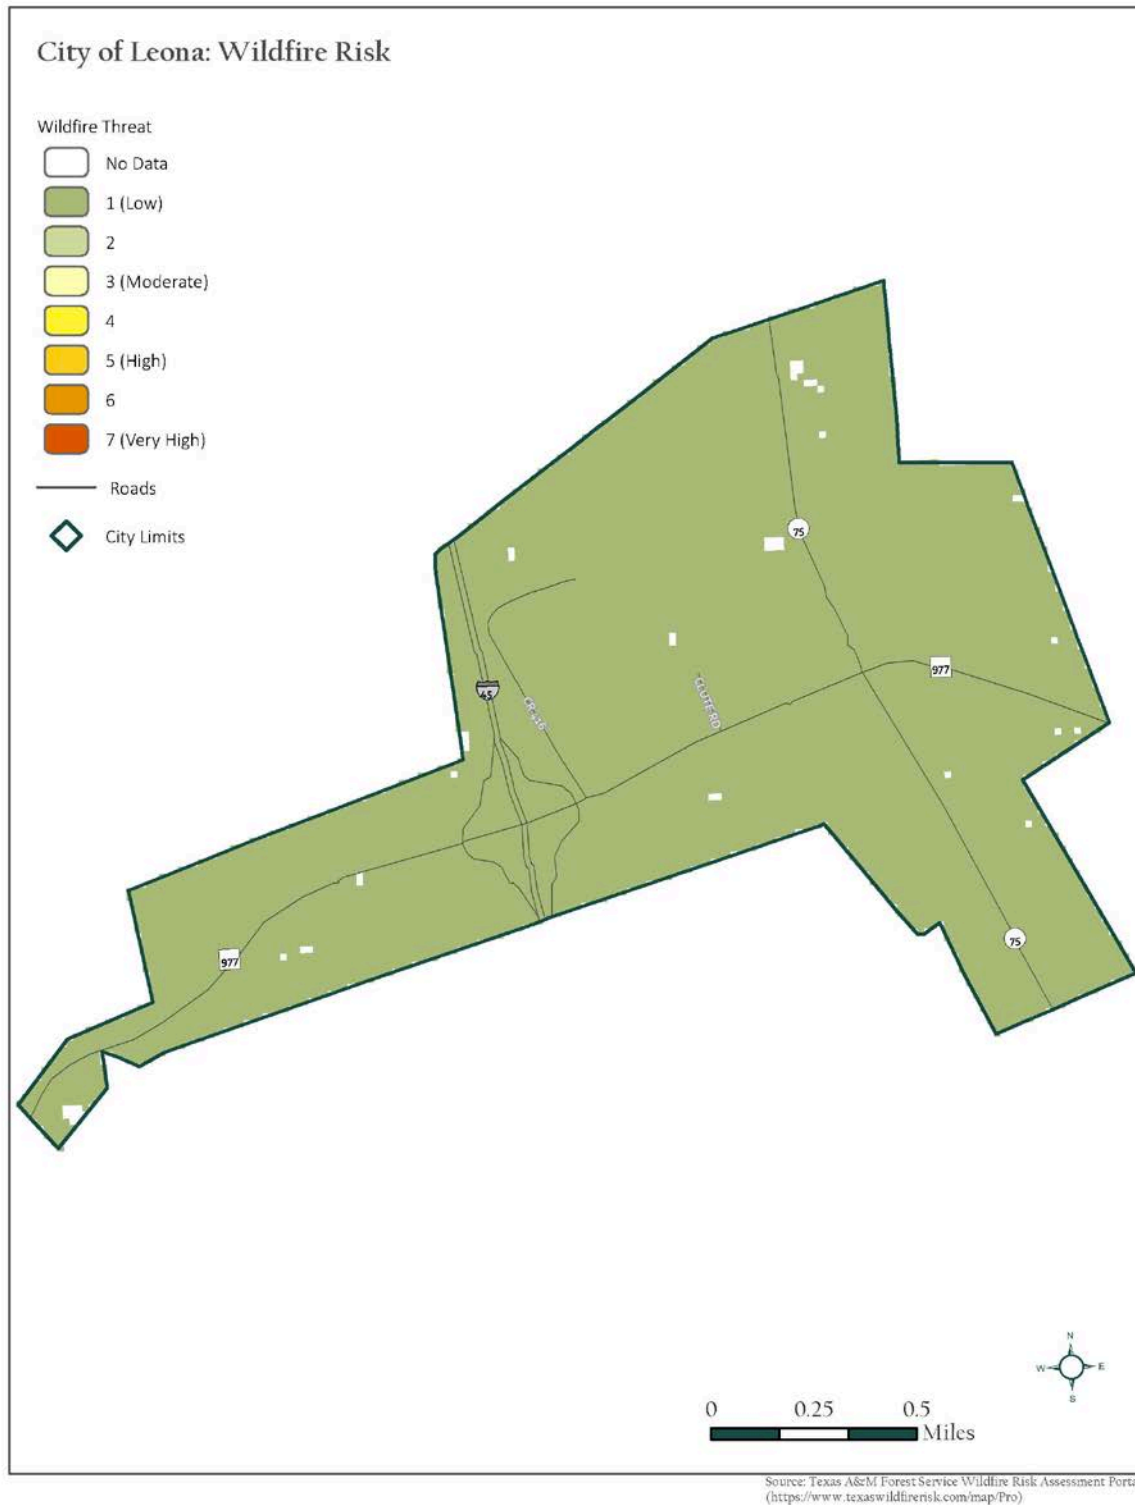 City of Leona: Wildfire Risk
Wildfire Threat
No Data
1 (Low)
2
3 (Moderate)
4
5 (High)
6
7 (Very High)
Roads
City Limits
75
977
45
CLUTE RD
977
75
N
W
E
S
0 0.25 0.5
Miles
Source: Texas A&M Forest Service Wildfire Risk Assessment Porta
(https://www.texaswildfirerisk.com/map/Pro)